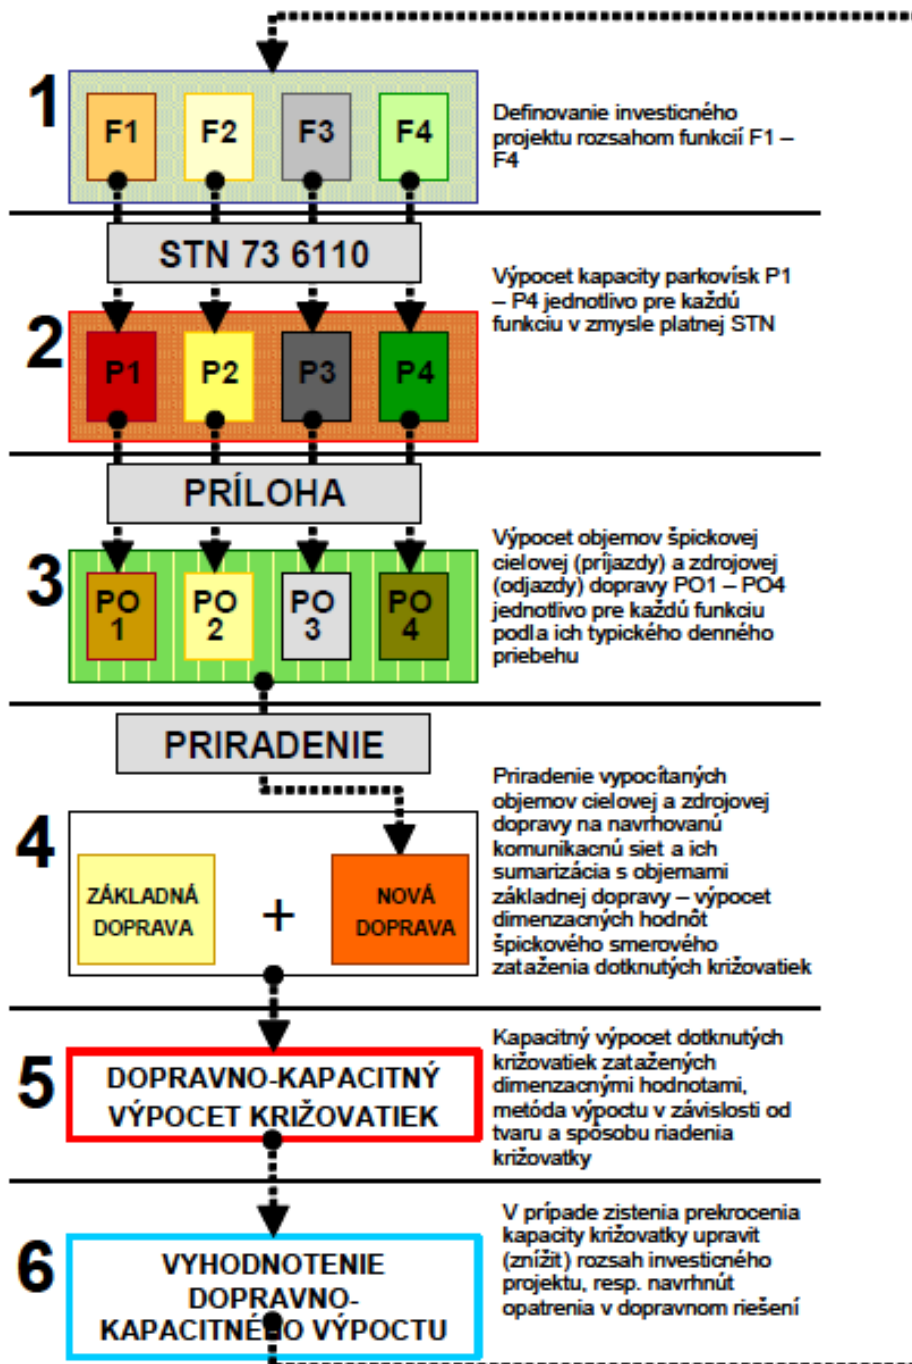 1
F1
F2
F3
F4
Definovanie investicného
projektu rozsahom funkcií F1 –
F4
STN 73 6110
2
P1
P2
P3
P4
Výpocet kapacity parkovísk P1
– P4 jednotlivo pre každú
funkciu v zmysle platnej STN
PRÍLOHA
3
PO
1
PO
2
PO
3
PO
4
Výpocet objemov špickovej
cielovej (príjazdy) a zdrojovej
(odjazdy) dopravy PO1 – PO4
jednotlivo pre každú funkciu
podla ich typického denného
priebehu
PRIRADENIE
4
ZÁKLADNÁ
DOPRAVA
+
NOVÁ
DOPRAVA
Priradenie vypocítaných
objemov cielovej a zdrojovej
dopravy na navrhovanú
komunikacnú siet a ich
sumarizácia s objemami
základnej dopravy – výpocet
dimenzacných hodnôt
špickového smerového
zataženia dotknutých križovatiek
5
DOPRAVNO-KAPACITNÝ
VÝPOCET KRIŽOVATIEK
Kapacitný výpocet dotknutých
križovatiek zatažených
dimenzacnými hodnotami,
metóda výpoctu v závislosti od
tvaru a spôsobu riadenia
križovatky
6
VYHODNOTENIE
DOPRAVNO-
KAPACITNÉHO VÝPOCTU
V prípade zistenia prekrocenia
kapacity križovatky upravit
(znížit) rozsah investicného
projektu, resp. navrhnút
opatrenia v dopravnom riešení